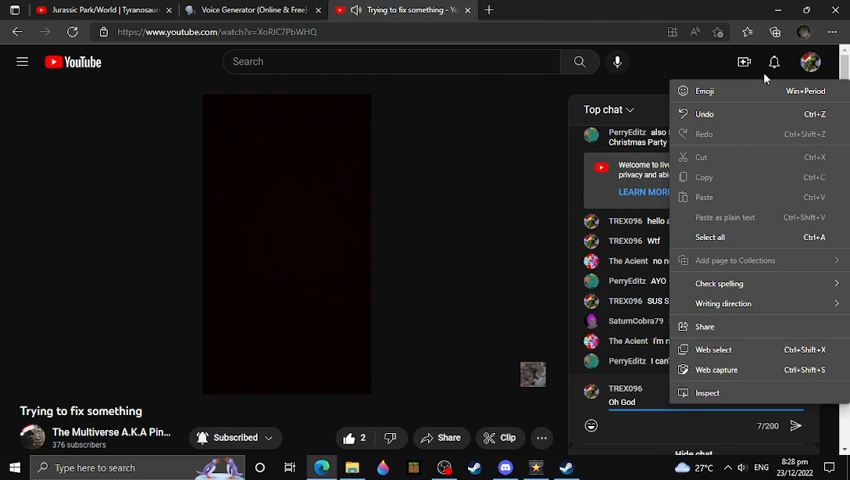 Jurassic Park/World | Tyrannosaur
Voice Generator (Online & Free)
Trying to fix something - Yo
https://www.youtube.com/watch?v=XoRIC7PbWHQ
YouTube
Search
Top chat
PerryEditz also
Christmas Party
Welcome to live
privacy and abi
LEARN MORE
TREX096 hello a
TREX096 Wtf
The Acient no no
PerryEditz AYO
TREX096 SUS S
SaturnCobra79
The Acient I'm r
PerryEditz I can'
TREX096
Oh God
7/200
Hide chat
Emoji Win+Period
Undo Ctrl+Z
Redo Ctrl+Shift+Z
Cut Ctrl+X
Copy Ctrl+C
Paste Ctrl+V
Paste as plain text Ctrl+Shift+V
Select all Ctrl+A
Add page to Collections
Check spelling
Writing direction
Share
Web select Ctrl+Shift+X
Web capture Ctrl+Shift+S
Inspect
Trying to fix something
The Multiverse A.K.A Pin...
376 subscribers
Subscribed
2
Share
Clip
Type here to search
27°C
ENG
8:28 pm
23/12/2022